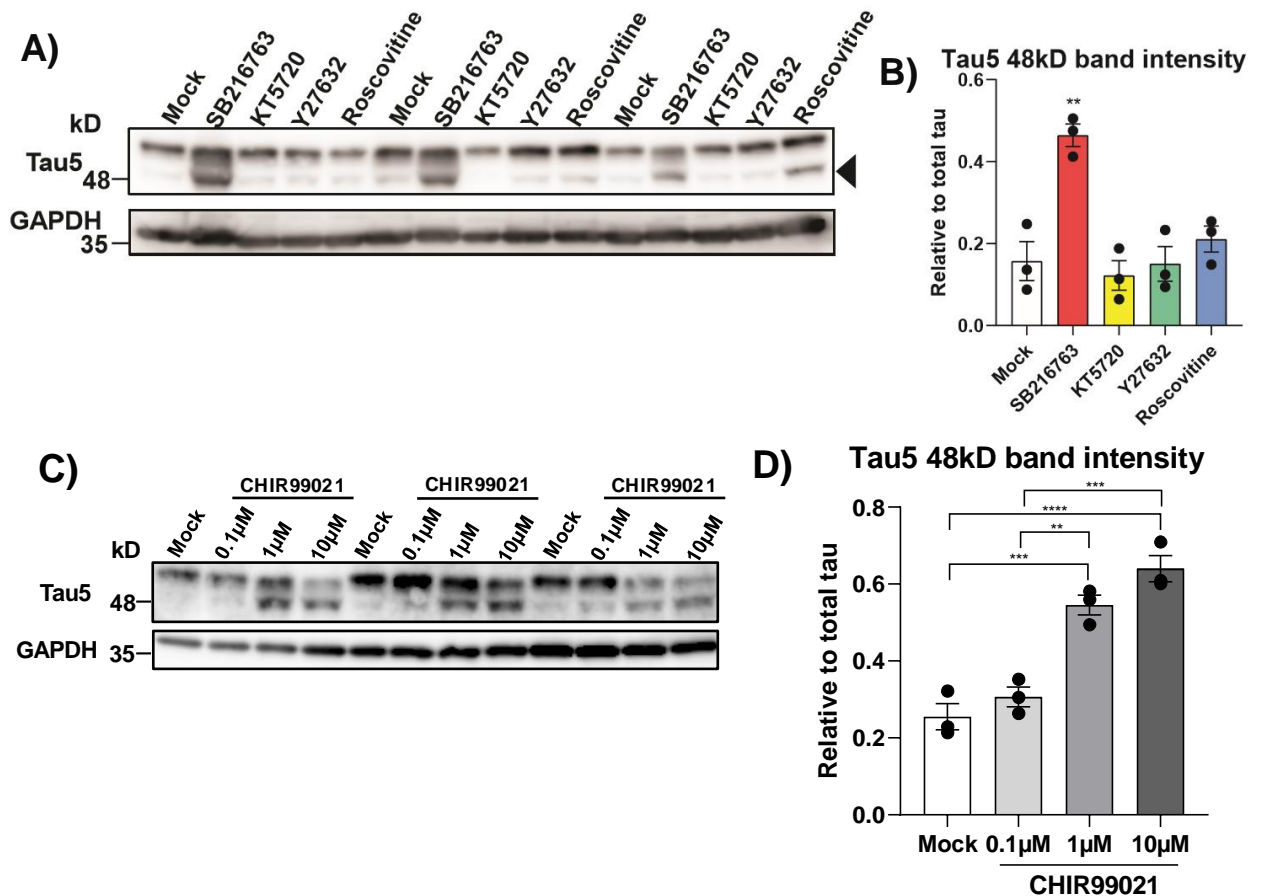 A)
Mock SB216763 KT5720 Y27632 Roscovitine Mock SB216763 KT5720 Y27632 Roscovitine Mock SB216763 KT5720 Y27632 Roscovitine
kD
Tau5
48
GAPDH
35
B)
Tau5 48kD band intensity
Relative to total tau
0.6
0.4
0.2
0.0
**
Mock SB216763 KT5720 Y27632 Roscovitine
C)
CHIR99021 CHIR99021 CHIR99021
Mock 0.1µM 1µM 10µM Mock 0.1µM 1µM 10µM Mock 0.1µM 1µM 10µM
kD
Tau5
48
GAPDH 35
D)
Tau5 48kD band intensity
Relative to total tau
0.8
0.6
0.4
0.2
0.0
***
****
**
***
Mock 0.1µM 1µM 10µM
CHIR99021